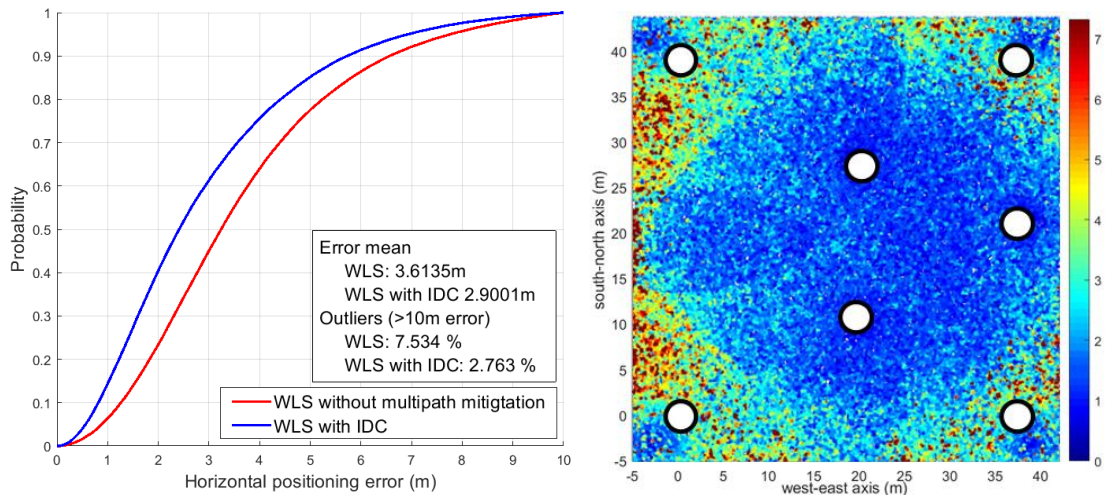 1
0.9
0.8
0.7
0.6
0.5
0.4
0.3
0.2
0.1
0
Probability
0 1 2 3 4 5 6 7 8 9 10
Horizontal positioning error (m)
Error mean
WLS: 3.6135m
WLS with IDC 2.9001m
Outliers (>10m error)
WLS: 7.534 %
WLS with IDC: 2.763 %
WLS without multipath mitigtation
WLS with IDC
40
35
30
25
20
15
10
5
0
-5
south-north axis (m)
-5 0 5 10 15 20 25 30 35 40
west-east axis (m)
7
6
5
4
3
2
1
0